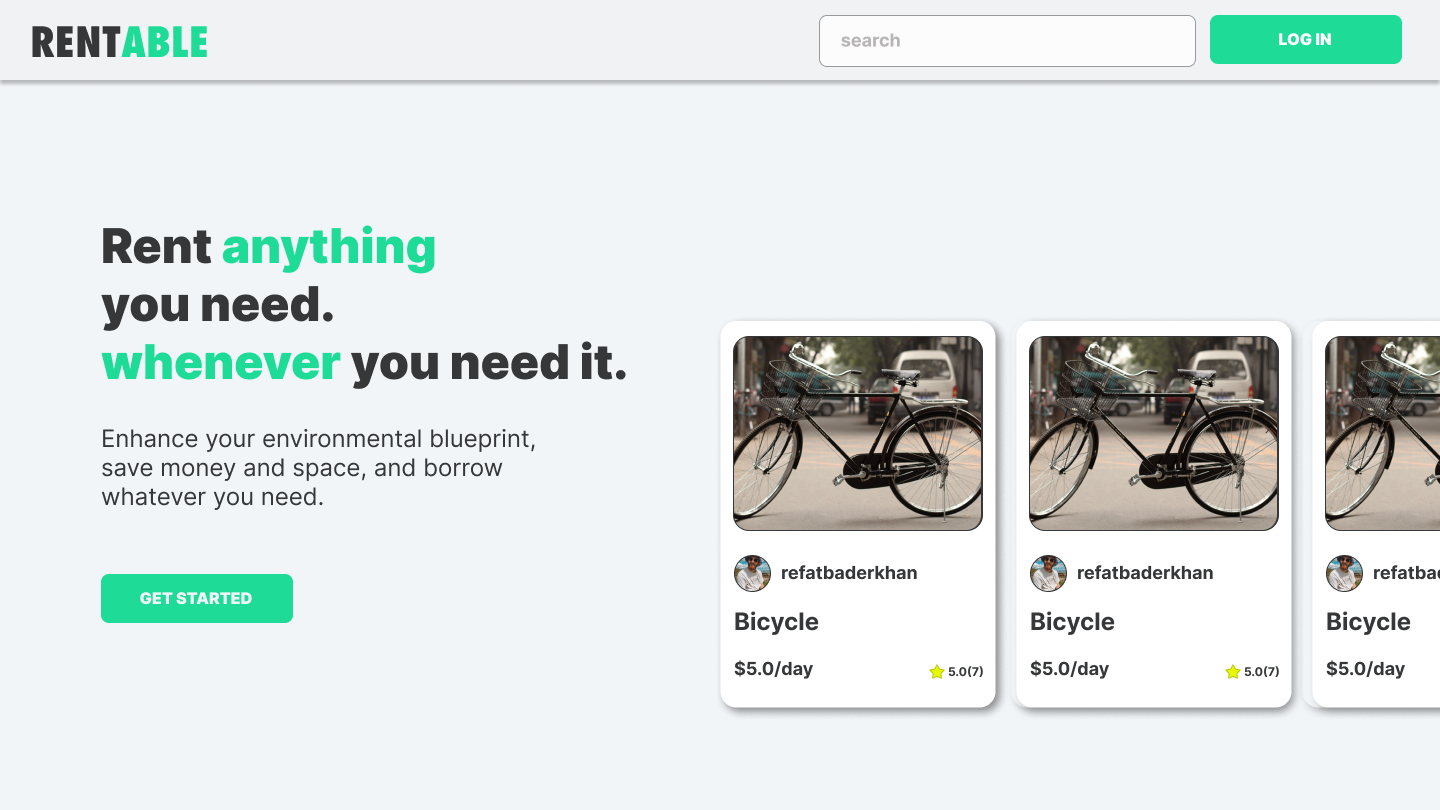 RENTABLE
search
LOG IN
Rent anything
you need.
whenever you need it.
Enhance your environmental blueprint,
save money and space, and borrow
whatever you need.
GET STARTED
refatbaderkhan
Bicycle
$5.0/day
5.0(7)
refatbaderkhan
Bicycle
$5.0/day
5.0(7)
refatba
Bicycle
$5.0/day